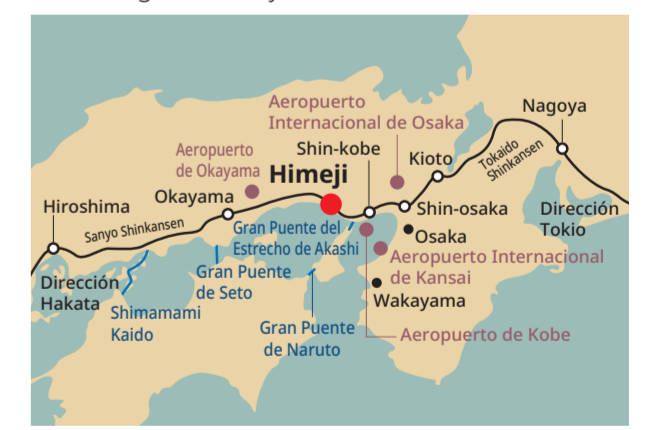 Aeropuerto
Internacional de Osaka
Nagoya
Shin-kobe
Kioto
Tokaido
Shinkansen
Aeropuerto
de Okayama
Himeji
Okayama
Hiroshima
Sanyo Shinkansen
Shin-osaka
Dirección
Tokio
Gran Puente del
Estrecho de Akashi
Osaka
Aeropuerto Internacional
de Kansai
Dirección
Hakata
Gran Puente
de Seto
Wakayama
Shimamami
Kaido
Gran Puente
de Naruto
Aeropuerto de Kobe